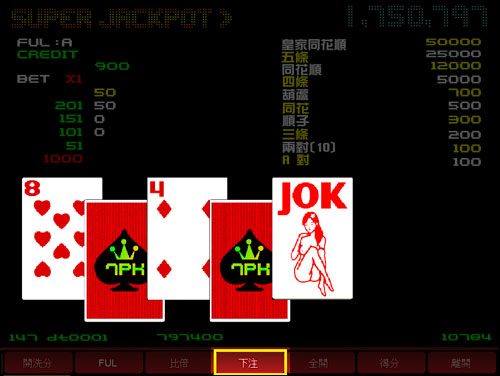 SUPER JACKPOT> 1,750,797
FUL :A
CREDIT
900
BET X1
50
201 50
151 0
101 0
51
1000
皇家同花順 50000
五條 25000
同花順 12000
四條 5000
葫蘆 700
同花 500
順子 300
三條 200
兩對(10) 100
A 對 100
8
7PK
4
7PK
JOK
147 dt0001 797400 10764
開洗分 FUL 比倍 下注 全開 得分 離開